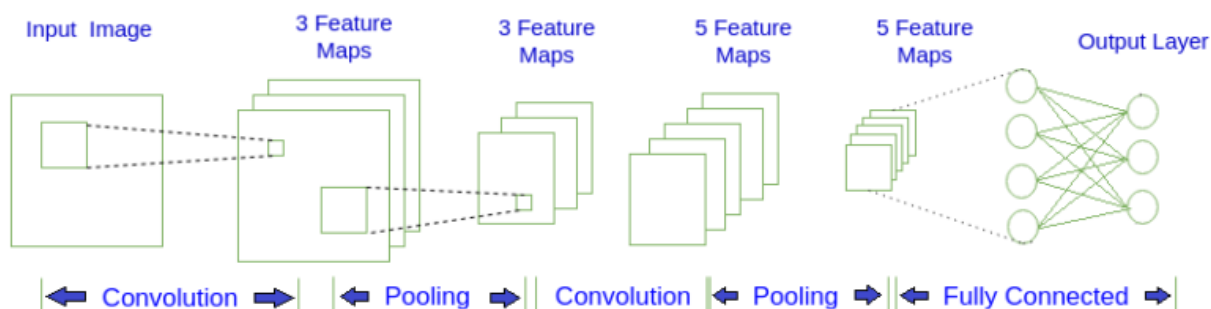 Input Image
3 Feature
Maps
3 Feature
Maps
5 Feature
Maps
5 Feature
Maps
Output Layer
Convolution
Pooling
Convolution
Pooling
Fully Connected